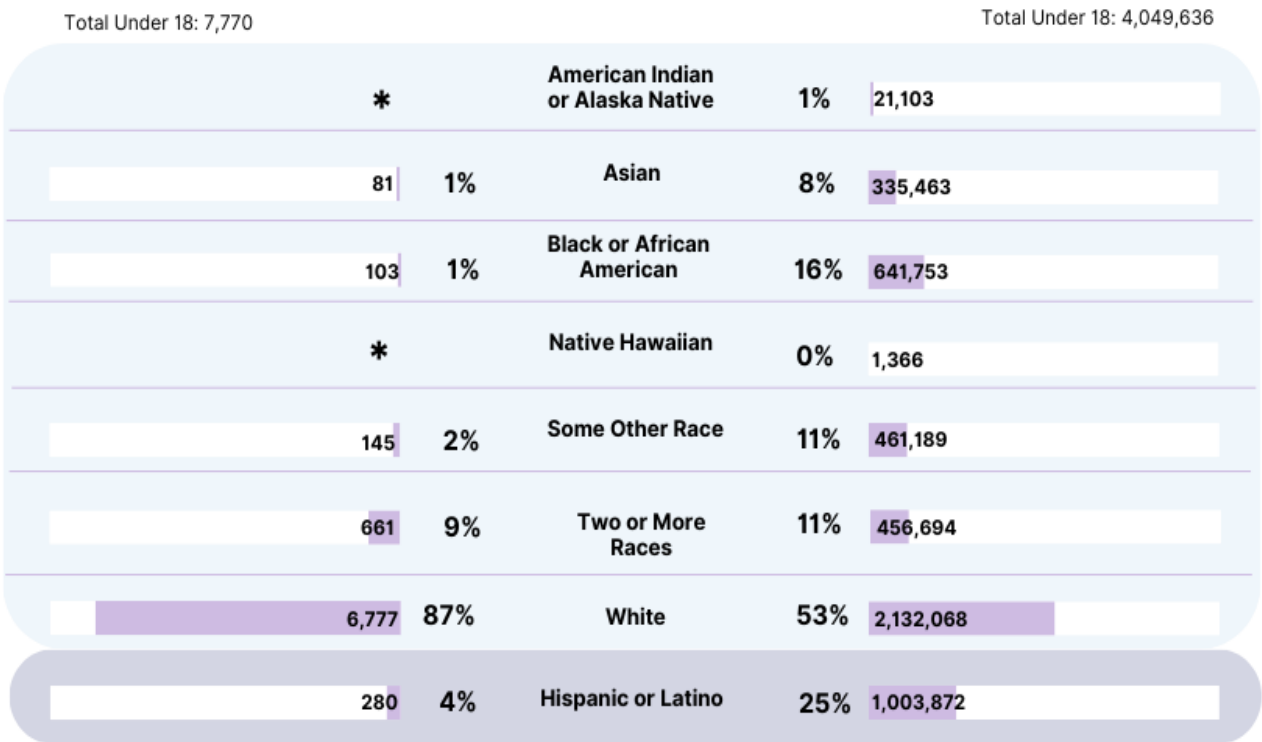 Total Under 18: 7,770
Total Under 18: 4,049,636
* American Indian 1% 21,103
or Alaska Native
81 1% Asian 8% 335,463
103 1% Black or African 16% 641,753
American
* Native Hawaiian 0% 1,366
145 2% Some Other Race 11% 461,189
661 9% Two or More 11% 456,694
Races
6,777 87% White 53% 2,132,068
280 4% Hispanic or Latino 25% 1,003,872